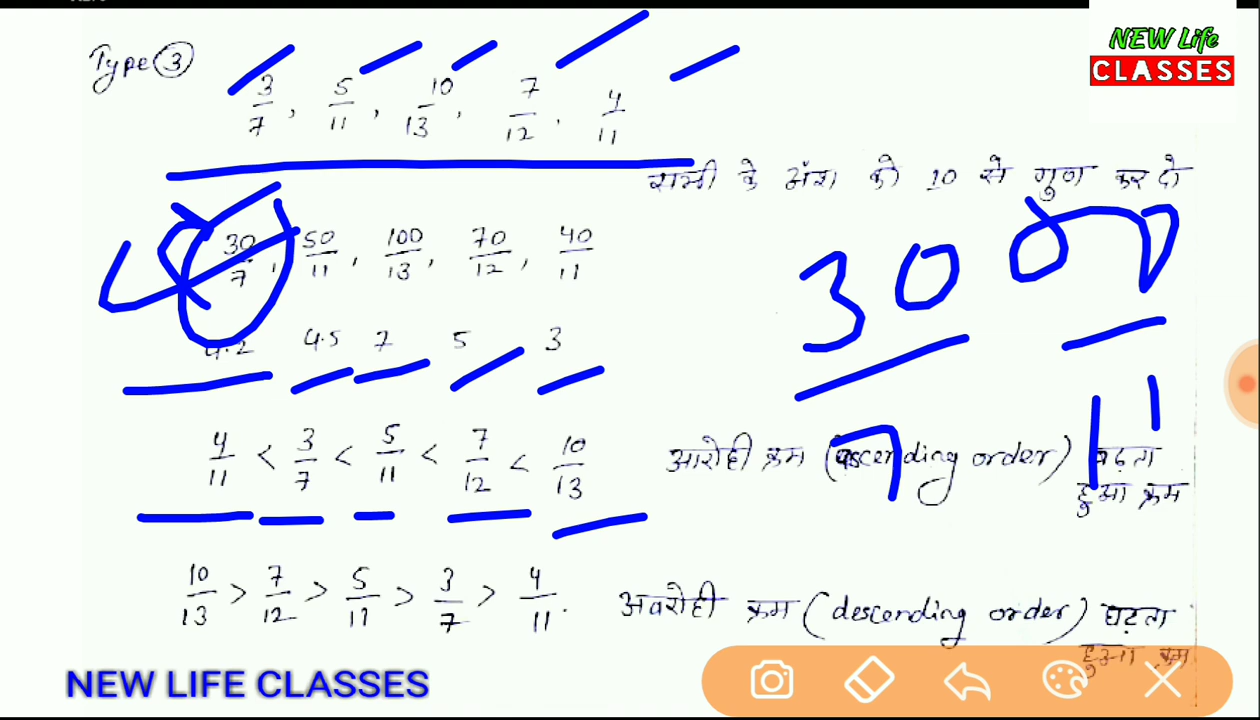 NEW Life
CLASSES
Type ③
3/7, 5/11, 10/13, 7/12, 4/11
सभी के अंश को 10 से गुणा कर दो
30/7, 50/11, 100/13, 70/12, 40/11
30
7
11
4.2 4.5 7 5 3
4/11 < 3/7 < 5/11 < 7/12 < 10/13 आरोही क्रम (ascending order) बढ़ता
हुआ क्रम
10/13 > 7/12 > 5/11 > 3/7 > 4/11. अवरोही क्रम (descending order) घटता
हुआ क्रम
NEW LIFE CLASSES